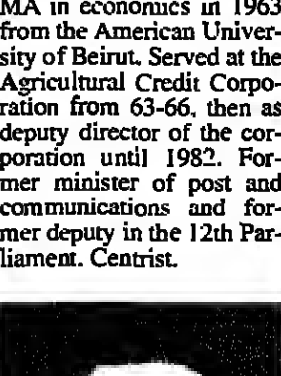 MA in economics in 1963
from the American Univer-
sity of Beirut. Served at the
Agricultural Credit Corpo-
ration from 63-66, then as
deputy director of the cor-
poration until 1982. For-
mer minister of post and
communications and for-
mer deputy in the 12th Par-
liament. Centrist.